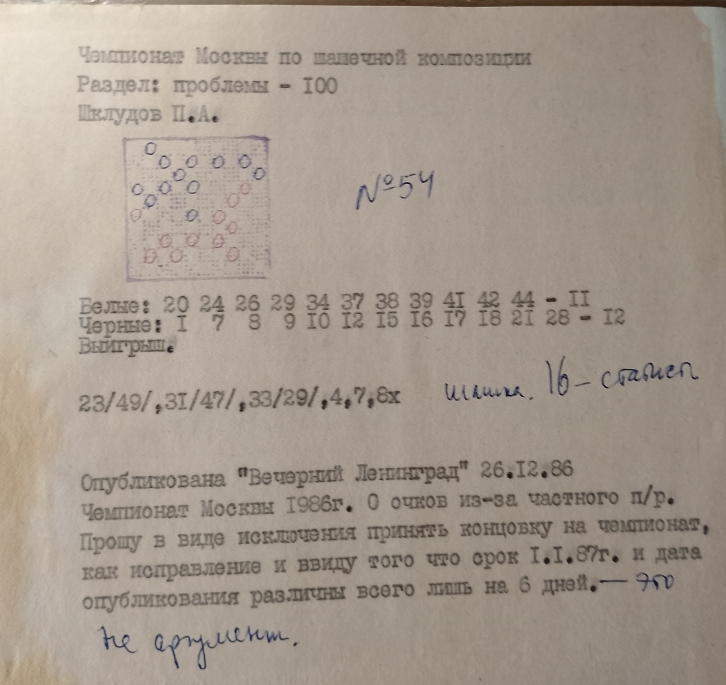 Чемпионат Москвы по шашечной композиции
Раздел: проблемы - I00
Шклудов П.А.
№54
Белые: 20 24 26 29 34 37 38 39 4I 42 44 - II
Черные: I 7 8 9 I0 I2 I5 I6 I7 I8 2I 28 - I2
Выигрыш.
23/49/,3I/47/,33/29/,4,7,8x
шашка. 16 - статист
Опубликована "Вечерний Ленинград" 26.I2.86
Чемпионат Москвы I986г. 0 очков из-за частного п/р.
Прошу в виде исключения принять концовку на чемпионат,
как исправление и ввиду того что срок I.I.87г. и дата
опубликования различны всего лишь на 6 дней. — это
не аргумент.